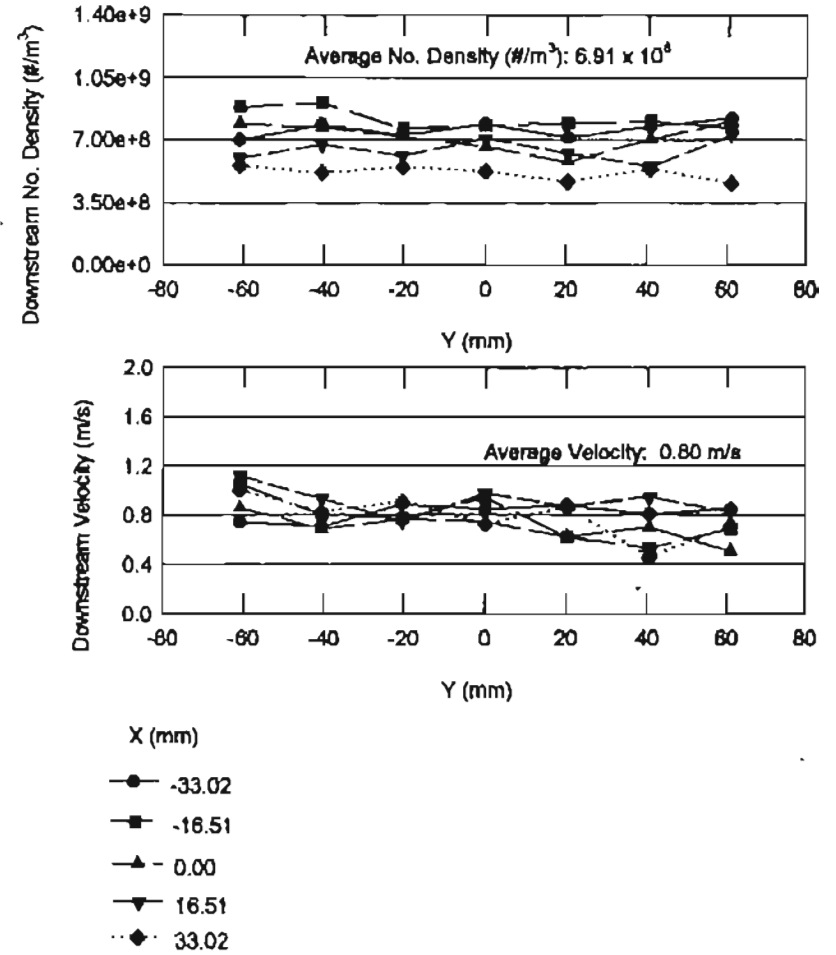 1.40e+9
Average No. Density (#/m³): 6.91 x 10⁸
1.05e+9
7.00e+8
3.50e+8
0.00e+0
Downstream No. Density (#/m³)
-80 -60 -40 -20 0 20 40 60 80
Y (mm)
2.0
1.6
Average Velocity: 0.80 m/s
1.2
0.8
0.4
0.0
Downstream Velocity (m/s)
-80 -60 -40 -20 0 20 40 60 80
Y (mm)
X (mm)
-33.02
-16.51
0.00
16.51
33.02